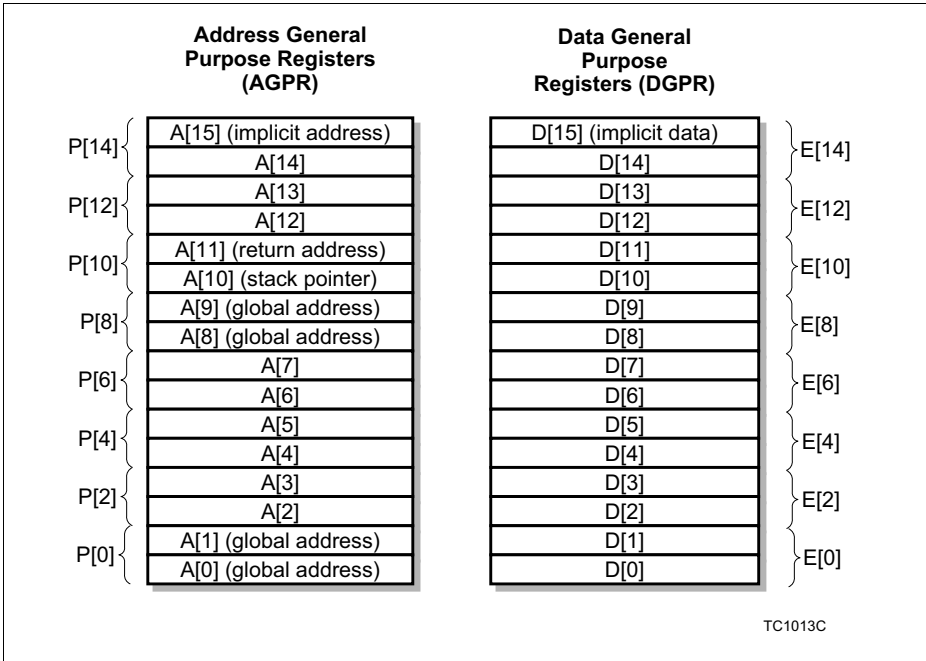 Address General
Purpose Registers
(AGPR)
Data General
Purpose
Registers (DGPR)
P[14]
A[15] (implicit address)
D[15] (implicit data)
E[14]
A[14]
D[14]
P[12]
A[13]
D[13]
E[12]
A[12]
D[12]
P[10]
A[11] (return address)
D[11]
E[10]
A[10] (stack pointer)
D[10]
P[8]
A[9] (global address)
D[9]
E[8]
A[8] (global address)
D[8]
P[6]
A[7]
D[7]
E[6]
A[6]
D[6]
P[4]
A[5]
D[5]
E[4]
A[4]
D[4]
P[2]
A[3]
D[3]
E[2]
A[2]
D[2]
P[0]
A[1] (global address)
D[1]
E[0]
A[0] (global address)
D[0]
TC1013C